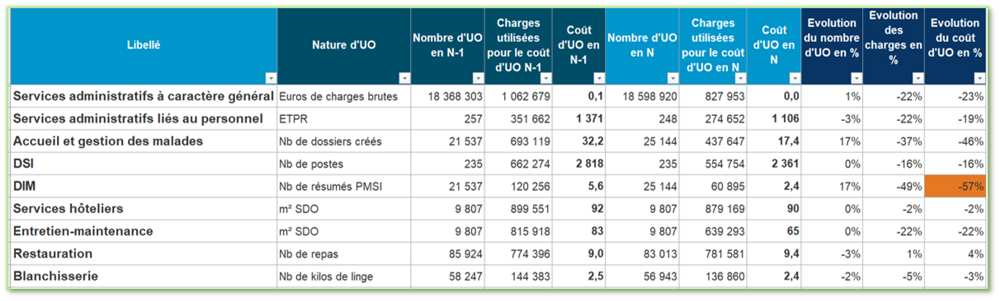 Libellé Nature d'UO Nombre d'UO en N-1 Charges utilisées pour le coût d'UO N-1 Coût d'UO en N-1 Nombre d'UO en N Charges utilisées pour le coût d'UO en N Coût d'UO en N Evolution du nombre d'UO en % Evolution des charges en % Evolution du coût d'UO en %
Services administratifs à caractère général Euros de charges brutes 18 368 303 1 062 679 0,1 18 598 920 827 953 0,0 1% -22% -23%
Services administratifs liés au personnel ETPR 257 351 662 1 371 248 274 652 1 106 -3% -22% -19%
Accueil et gestion des malades Nb de dossiers créés 21 537 693 119 32,2 25 144 437 647 17,4 17% -37% -46%
DSI Nb de postes 235 662 274 2 818 235 554 754 2 361 0% -16% -16%
DIM Nb de résumés PMSI 21 537 120 256 5,6 25 144 60 895 2,4 17% -49% -57%
Services hôteliers m² SDO 9 807 899 551 92 9 807 879 169 90 0% -2% -2%
Entretien-maintenance m² SDO 9 807 815 918 83 9 807 639 293 65 0% -22% -22%
Restauration Nb de repas 85 924 774 396 9,0 83 013 781 581 9,4 -3% 1% 4%
Blanchisserie Nb de kilos de linge 58 247 144 383 2,5 56 943 136 860 2,4 -2% -5% -3%